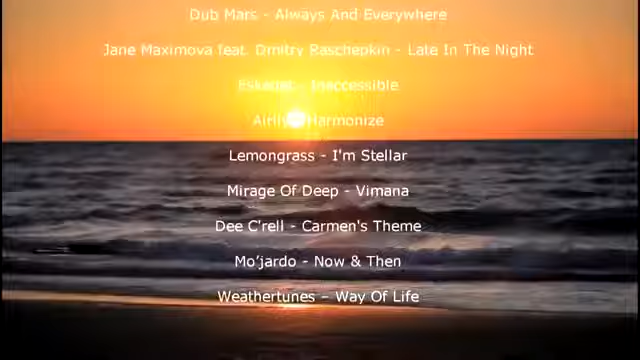 Dub Mars - Always And Everywhere
Jane Maximova feat. Dmitry Raschepkin - Late In The Night
Eskadet - Inaccessible
Harmonize
Lemongrass - I'm Stellar
Mirage Of Deep - Vimana
Dee C'rell - Carmen's Theme
Mo’jardo - Now & Then
Weathertunes – Way Of Life